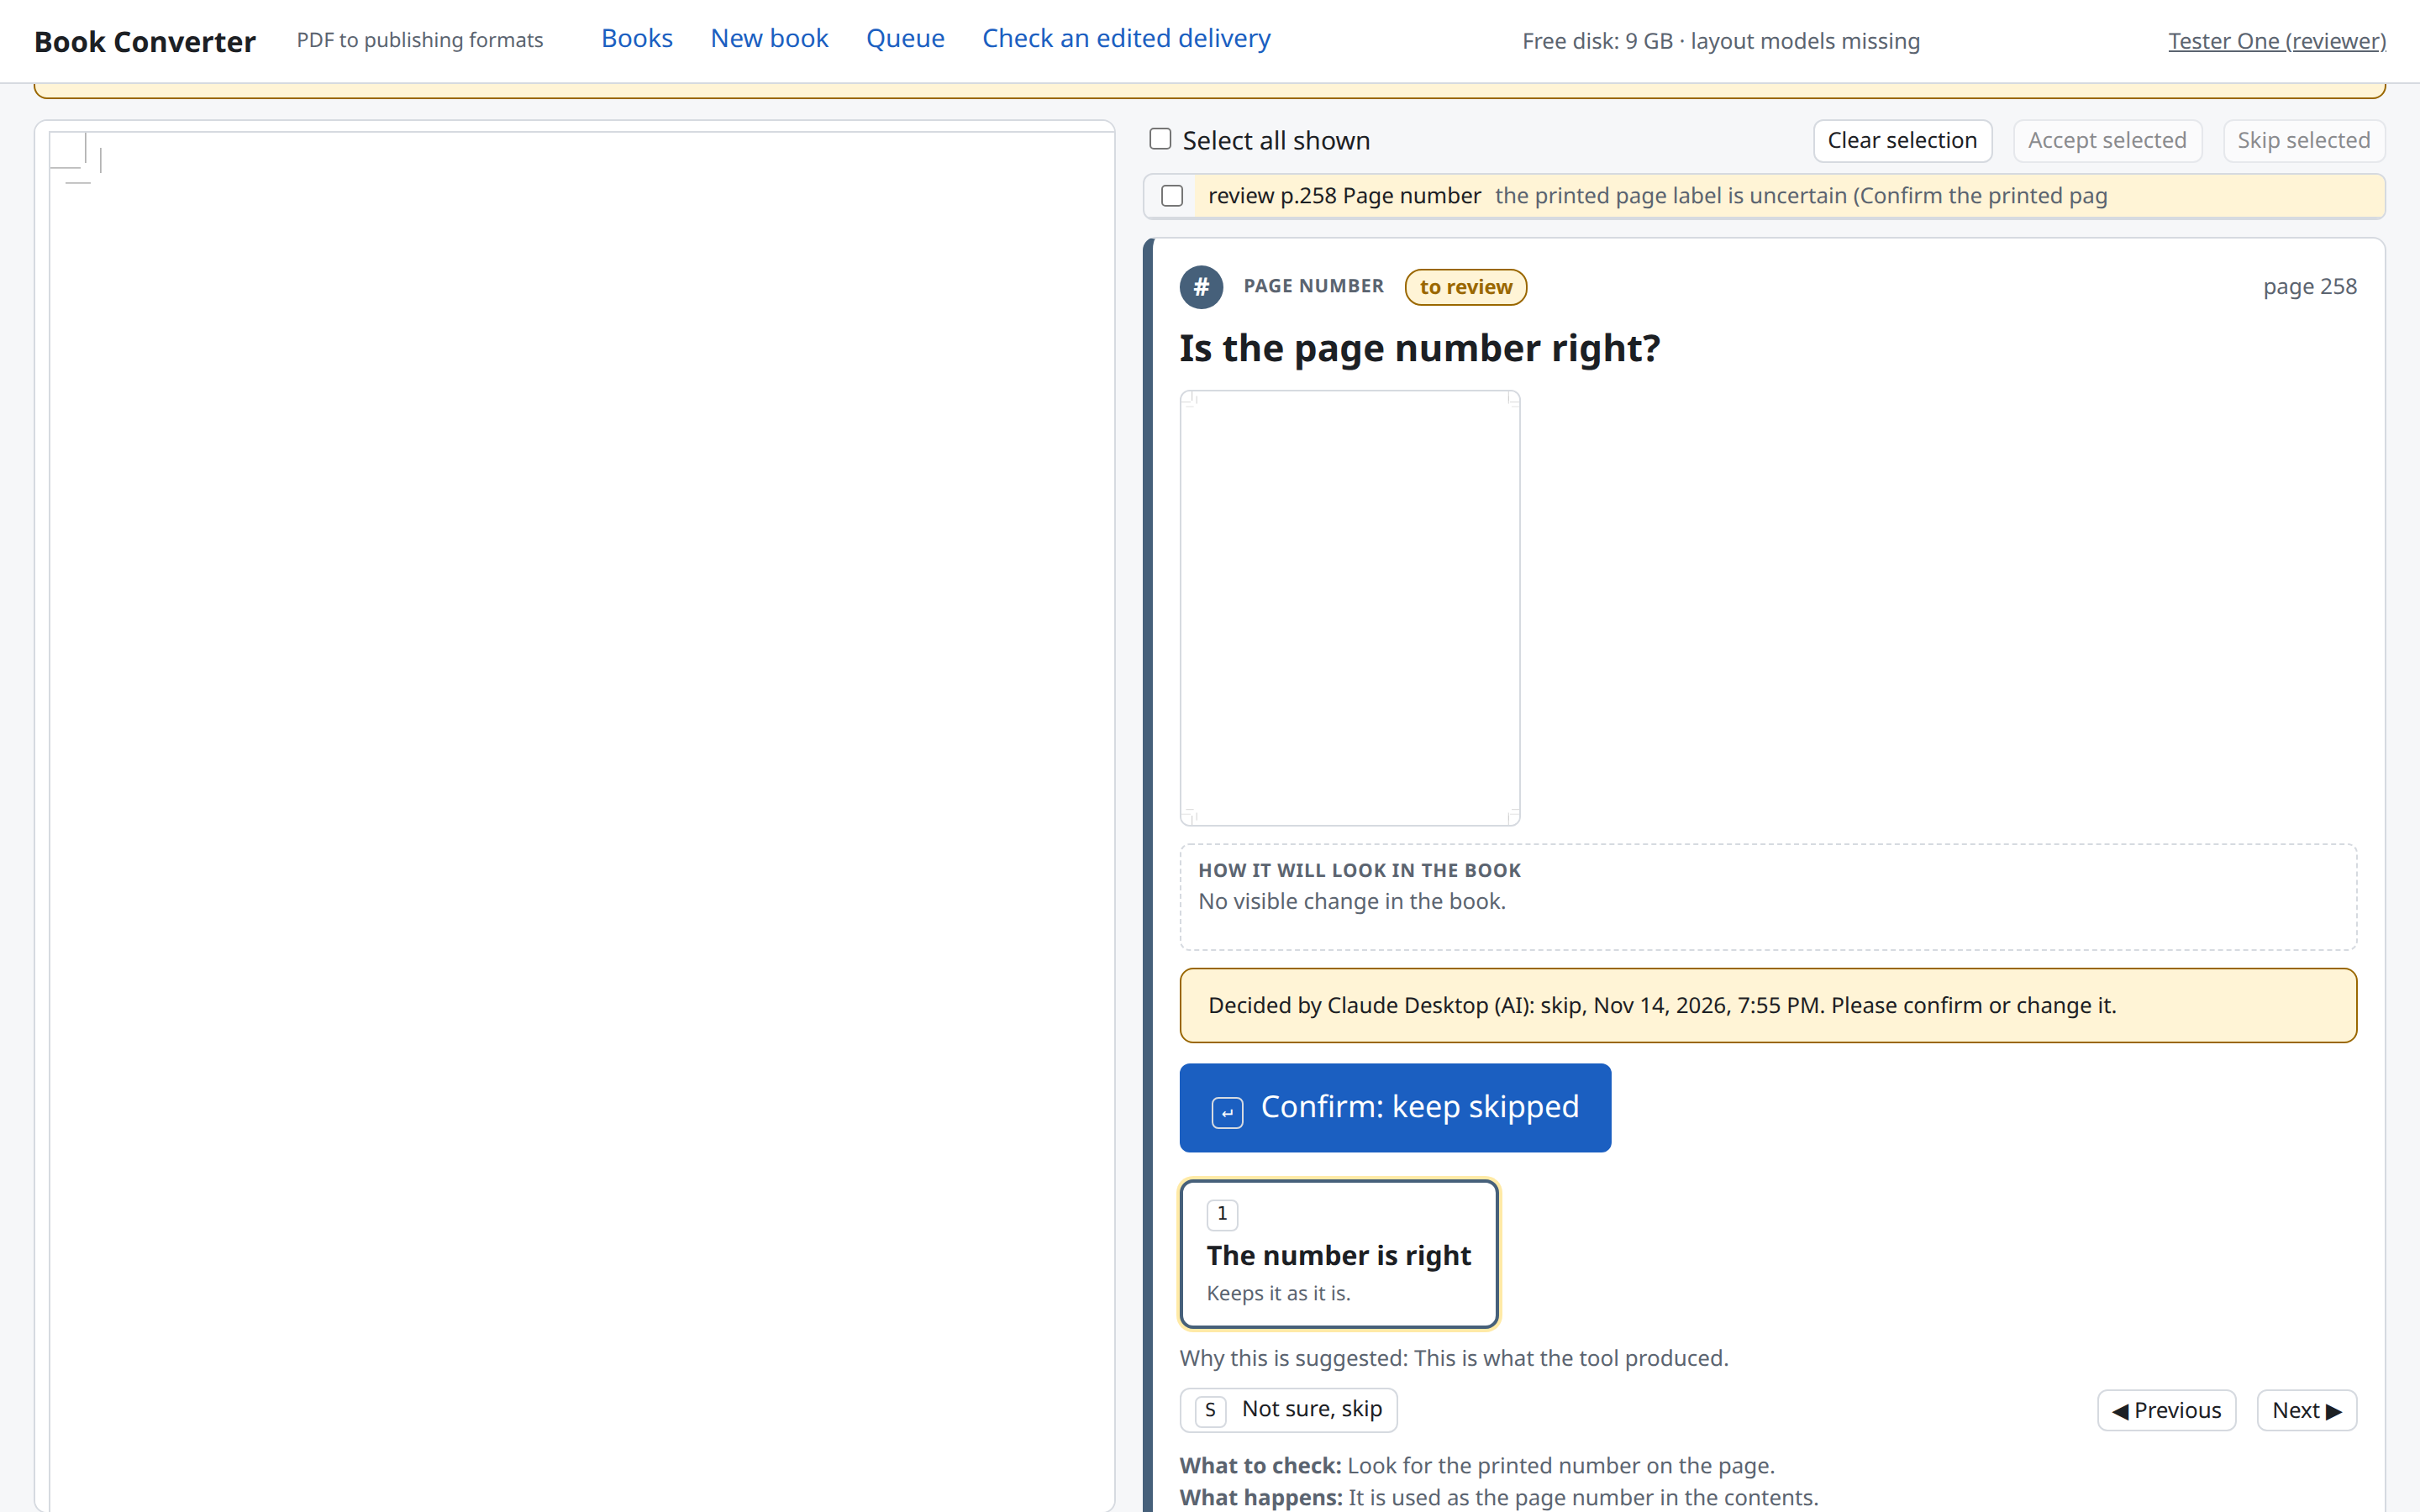 Book Converter PDF to publishing formats Books New book Queue Check an edited delivery Free disk: 9 GB · layout models missing Tester One (reviewer)
Select all shown Clear selection Accept selected Skip selected
review p.258 Page number the printed page label is uncertain (Confirm the printed pag
# PAGE NUMBER to review page 258
Is the page number right?
HOW IT WILL LOOK IN THE BOOK
No visible change in the book.
Decided by Claude Desktop (AI): skip, Nov 14, 2026, 7:55 PM. Please confirm or change it.
↵ Confirm: keep skipped
1
The number is right
Keeps it as it is.
Why this is suggested: This is what the tool produced.
S Not sure, skip ◀ Previous Next ▶
What to check: Look for the printed number on the page.
What happens: It is used as the page number in the contents.